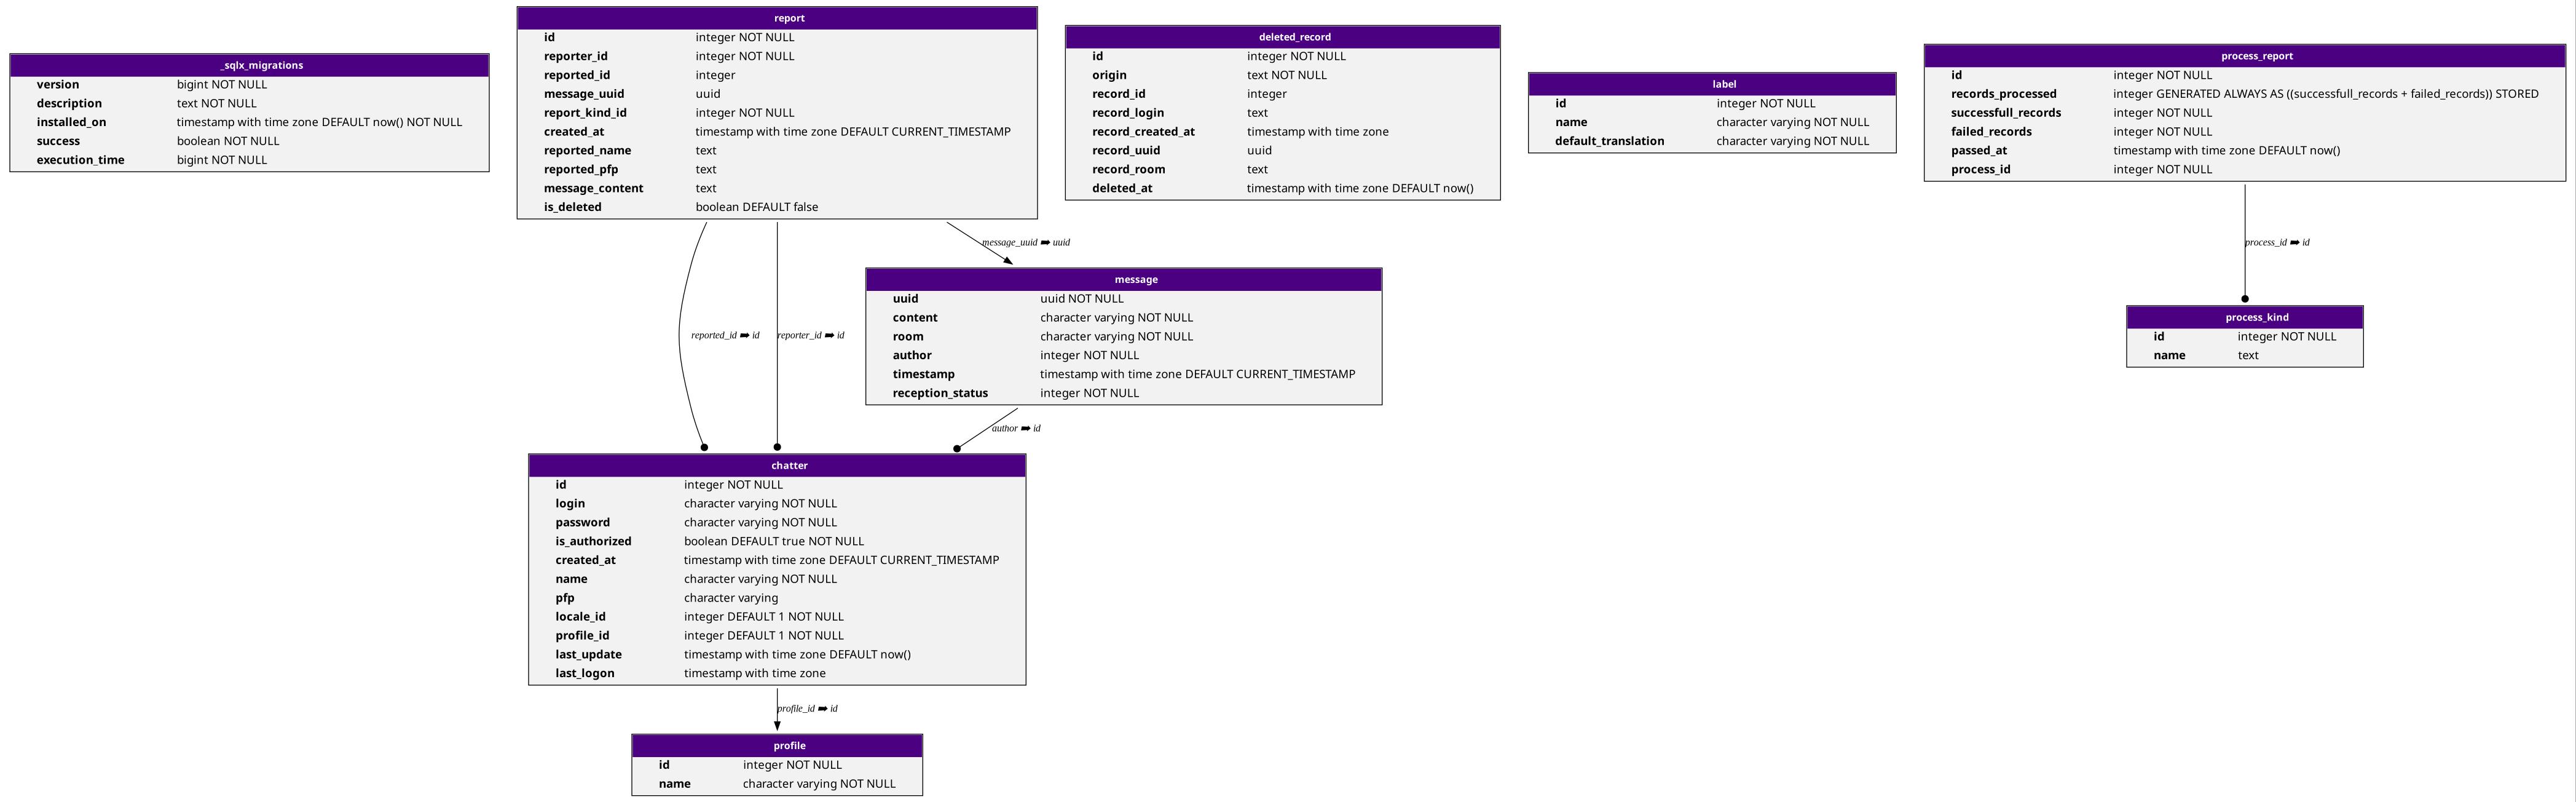 _sqlx_migrations
version bigint NOT NULL
description text NOT NULL
installed_on timestamp with time zone DEFAULT now() NOT NULL
success boolean NOT NULL
execution_time bigint NOT NULL
report
id integer NOT NULL
reporter_id integer NOT NULL
reported_id integer
message_uuid uuid
report_kind_id integer NOT NULL
created_at timestamp with time zone DEFAULT CURRENT_TIMESTAMP
reported_name text
reported_pfp text
message_content text
is_deleted boolean DEFAULT false
deleted_record
id integer NOT NULL
origin text NOT NULL
record_id integer
record_login text
record_created_at timestamp with time zone
record_uuid uuid
record_room text
deleted_at timestamp with time zone DEFAULT now()
label
id integer NOT NULL
name character varying NOT NULL
default_translation character varying NOT NULL
process_report
id integer NOT NULL
records_processed integer GENERATED ALWAYS AS ((successfull_records + failed_records)) STORED
successfull_records integer NOT NULL
failed_records integer NOT NULL
passed_at timestamp with time zone DEFAULT now()
process_id integer NOT NULL
message_uuid ➡ uuid
process_id ➡ id
message
uuid uuid NOT NULL
content character varying NOT NULL
room character varying NOT NULL
author integer NOT NULL
timestamp timestamp with time zone DEFAULT CURRENT_TIMESTAMP
reception_status integer NOT NULL
reported_id ➡ id
reporter_id ➡ id
process_kind
id integer NOT NULL
name text
author ➡ id
chatter
id integer NOT NULL
login character varying NOT NULL
password character varying NOT NULL
is_authorized boolean DEFAULT true NOT NULL
created_at timestamp with time zone DEFAULT CURRENT_TIMESTAMP
name character varying NOT NULL
pfp character varying
locale_id integer DEFAULT 1 NOT NULL
profile_id integer DEFAULT 1 NOT NULL
last_update timestamp with time zone DEFAULT now()
last_logon timestamp with time zone
profile_id ➡ id
profile
id integer NOT NULL
name character varying NOT NULL